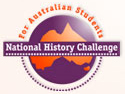 For Australian Students
National History Challenge